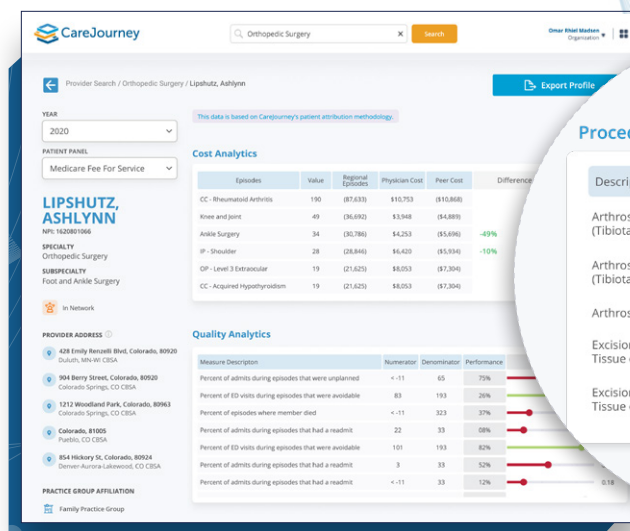 CareJourney
Orthopedic Surgery
Search
Omar Rhiel Madsen
Organization
Provider Search / Orthopedic Surgery / Lipshutz, Ashlynn
Export Profile
YEAR
2020
PATIENT PANEL
Medicare Fee For Service
LIPSHUTZ,
ASHLYNN
NPI: 1620801066
SPECIALTY
Orthopedic Surgery
SUBSPECIALTY
Foot and Ankle Surgery
In Network
PROVIDER ADDRESS
428 Emily Renzelli Blvd, Colorado, 80920
Duluth, MN-WI CBSA
904 Berry Street, Colorado, 80920
Colorado Springs, CO CBSA
1212 Woodland Park, Colorado, 80963
Colorado Springs, CO CBSA
Colorado, 81005
Pueblo, CO CBSA
854 Hickory St, Colorado, 80924
Denver-Aurora-Lakewood, CO CBSA
PRACTICE GROUP AFFILIATION
Family Practice Group
This data is based on CareJourney's patient attribution methodology.
Cost Analytics
Episodes Value Regional Episodes Physician Cost Peer Cost Difference
CC - Rheumatoid Arthritis 190 (87,633) $10,753 ($10,868)
Knee and Joint 49 (36,692) $3,948 ($4,889)
Ankle Surgery 34 (30,786) $4,253 ($5,696) -49%
IP - Shoulder 28 (28,846) $6,420 ($5,934) -10%
OP - Level 3 Extraocular 19 (21,625) $8,053 ($7,304)
CC - Acquired Hypothyroidism 19 (21,625) $8,053 ($7,304)
Quality Analytics
Measure Descripton Numerator Denominator Performance
Percent of admits during episodes that were unplanned < -11 65 75%
Percent of ED visits during episodes that were avoidable 83 193 26%
Percent of episodes where member died < -11 323 37%
Percent of admits during episodes that had a readmit 22 33 08%
Percent of ED visits during episodes that were avoidable 101 193 82%
Percent of admits during episodes that had a readmit 3 33 52%
Percent of admits during episodes that had a readmit < -11 33 12% 0.18
Proced
Descri
Arthros
(Tibiota
Arthros
(Tibiota
Arthros
Excision
Tissue
Excision
Tissue